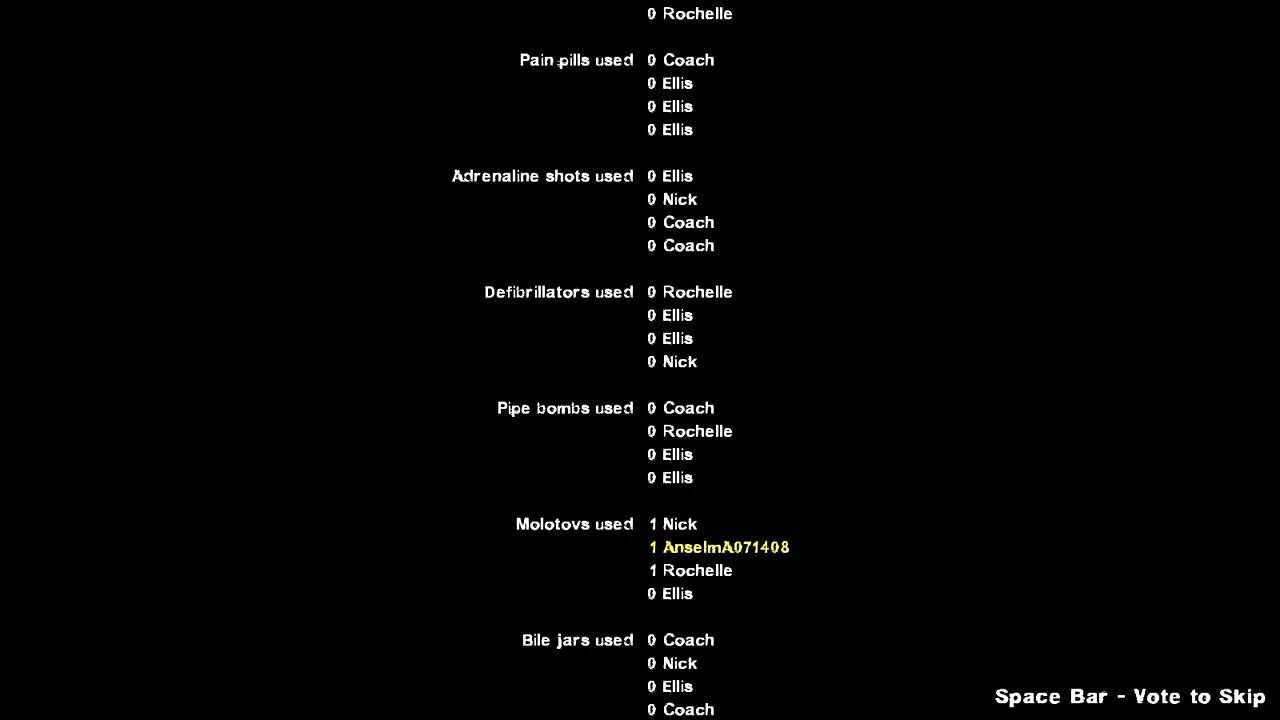 0 Rochelle
Pain pills used 0 Coach
0 Ellis
0 Ellis
0 Ellis
Adrenaline shots used 0 Ellis
0 Nick
0 Coach
0 Coach
Defibrillators used 0 Rochelle
0 Ellis
0 Ellis
0 Nick
Pipe bombs used 0 Coach
0 Rochelle
0 Ellis
0 Ellis
Molotovs used 1 Nick
1 AnselmA071408
1 Rochelle
0 Ellis
Bile jars used 0 Coach
0 Nick
0 Ellis
0 Coach
Space Bar - Vote to Skip